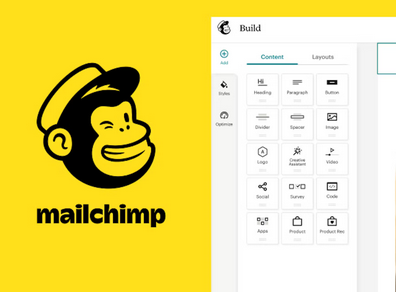 mailchimp
Build
Add
Styles
Optimize
Content Layouts
Heading Paragraph Button
Divider Spacer Image
Logo Creative Assistant Video
Social Survey Code
Apps Product Product Rec